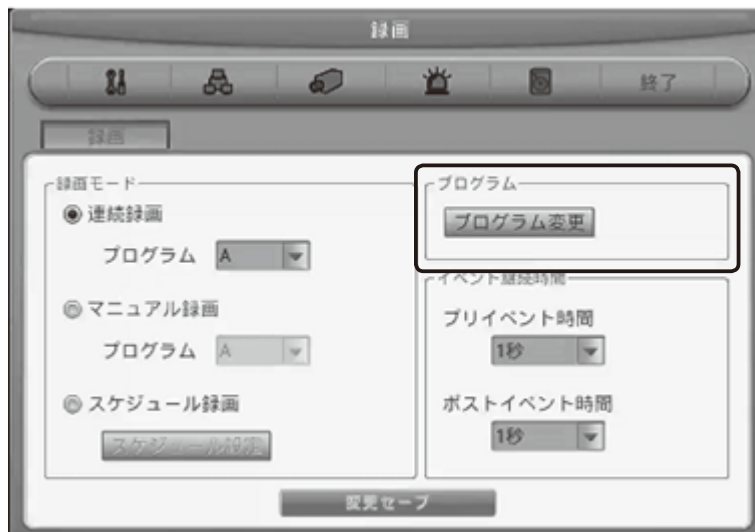 録画
終了
録画
録画モード
連続録画
プログラム A
マニュアル録画
プログラム A
スケジュール録画
スケジュール設定
プログラム
プログラム変更
イベント継続時間
プリイベント時間
1秒
ポストイベント時間
1秒
変更セーブ